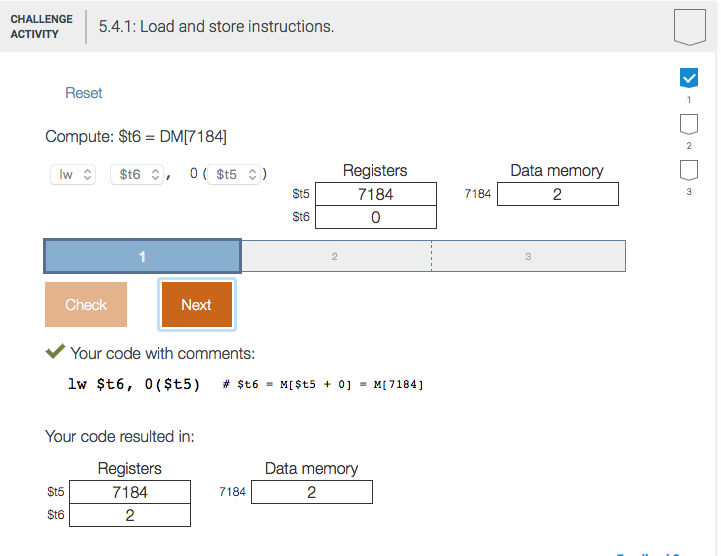 CHALLENGE
ACTIVITY
5.4.1: Load and store instructions.
1
2
3
Reset
Compute: $t6 = DM[7184]
lw $t6 , 0 ( $t5 )
Registers
Data memory
$t5 7184
7184 2
$t6 0
1 2 3
Check Next
Your code with comments:
lw $t6, 0($t5) # $t6 = M[$t5 + 0] = M[7184]
Your code resulted in:
Registers
Data memory
$t5 7184
7184 2
$t6 2